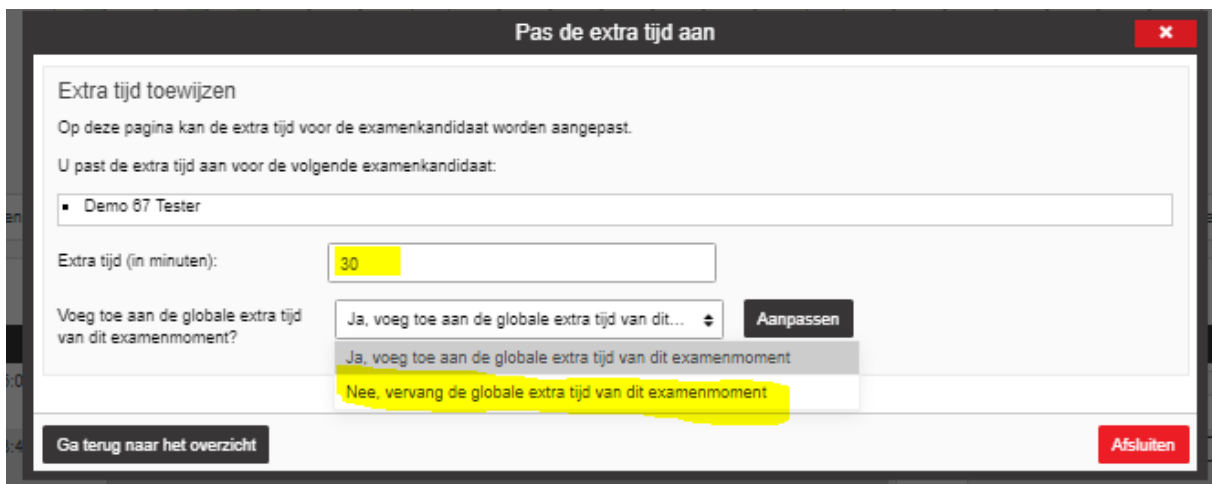 Pas de extra tijd aan
Extra tijd toewijzen
Op deze pagina kan de extra tijd voor de examenkandidaat worden aangepast.
U past de extra tijd aan voor de volgende examenkandidaat:
Demo 67 Tester
Extra tijd (in minuten):
30
Voeg toe aan de globale extra tijd
van dit examenmoment?
Ja, voeg toe aan de globale extra tijd van dit...
Aanpassen
Ja, voeg toe aan de globale extra tijd van dit examenmoment
Nee, vervang de globale extra tijd van dit examenmoment
Ga terug naar het overzicht
Afsluiten